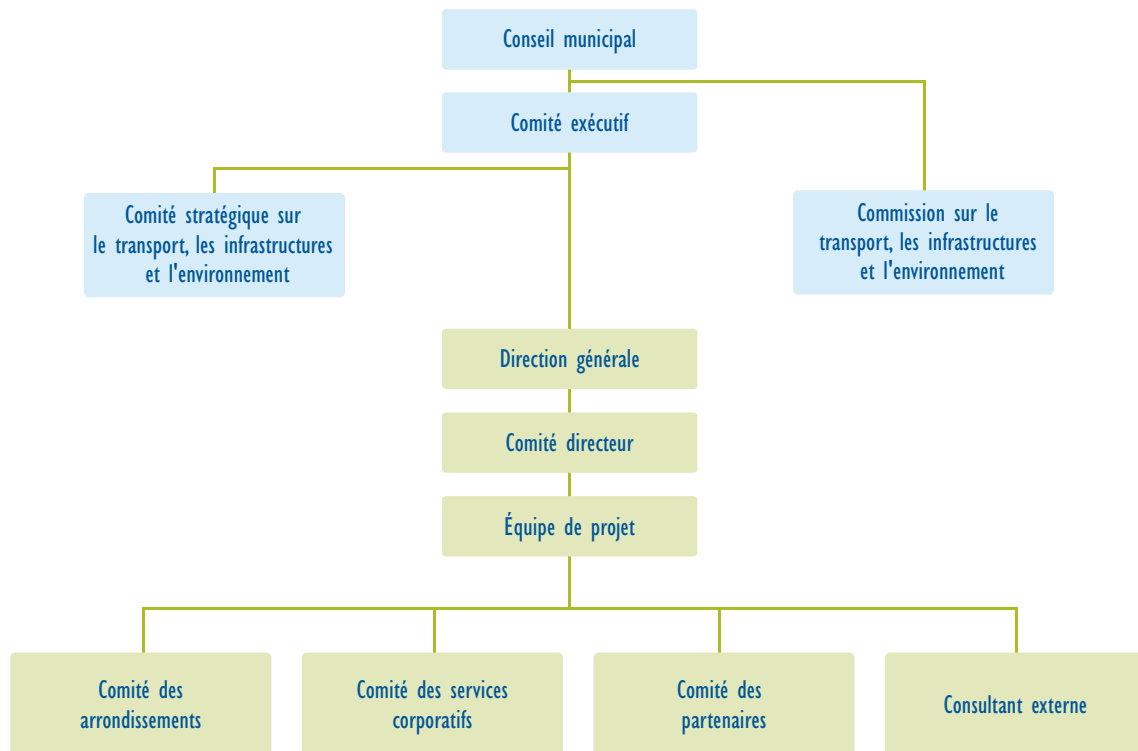 Conseil municipal
Comité exécutif
Comité stratégique sur
le transport, les infrastructures
et l'environnement
Commission sur le
transport, les infrastructures
et l'environnement
Direction générale
Comité directeur
Équipe de projet
Comité des
arrondissements
Comité des services
corporatifs
Comité des
partenaires
Consultant externe